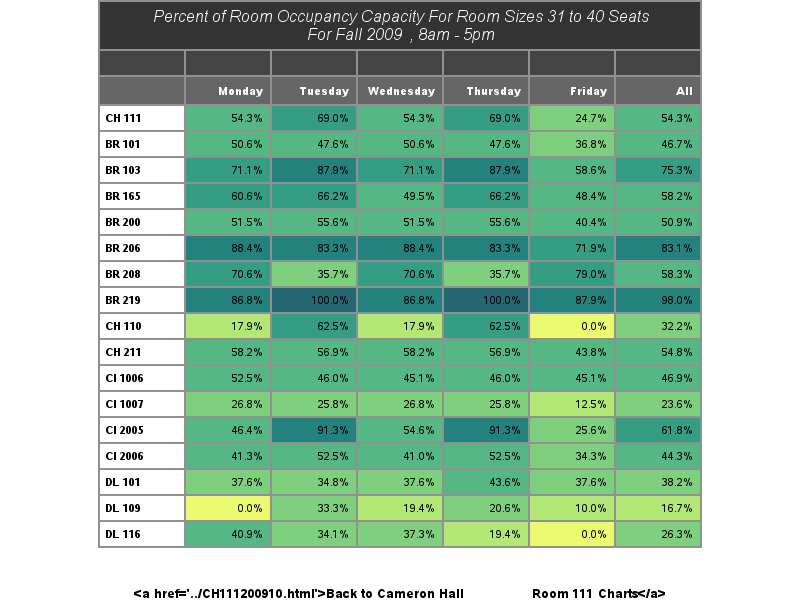 Percent of Room Occupancy Capacity For Room Sizes 31 to 40 Seats
For Fall 2009 , 8am - 5pm
Monday Tuesday Wednesday Thursday Friday All
CH 111 54.3% 69.0% 54.3% 69.0% 24.7% 54.3%
BR 101 50.6% 47.6% 50.6% 47.6% 36.8% 46.7%
BR 103 71.1% 87.9% 71.1% 87.9% 58.6% 75.3%
BR 165 60.6% 66.2% 49.5% 66.2% 48.4% 58.2%
BR 200 51.5% 55.6% 51.5% 55.6% 40.4% 50.9%
BR 206 88.4% 83.3% 88.4% 83.3% 71.9% 83.1%
BR 208 70.6% 35.7% 70.6% 35.7% 79.0% 58.3%
BR 219 86.8% 100.0% 86.8% 100.0% 87.9% 98.0%
CH 110 17.9% 62.5% 17.9% 62.5% 0.0% 32.2%
CH 211 58.2% 56.9% 58.2% 56.9% 43.8% 54.8%
CI 1006 52.5% 46.0% 45.1% 46.0% 45.1% 46.9%
CI 1007 26.8% 25.8% 26.8% 25.8% 12.5% 23.6%
CI 2005 46.4% 91.3% 54.6% 91.3% 25.6% 61.8%
CI 2006 41.3% 52.5% 41.0% 52.5% 34.3% 44.3%
DL 101 37.6% 34.8% 37.6% 43.6% 37.6% 38.2%
DL 109 0.0% 33.3% 19.4% 20.6% 10.0% 16.7%
DL 116 40.9% 34.1% 37.3% 19.4% 0.0% 26.3%
<a href='../CH111200910.html'>Back to Cameron Hall Room 111 Charts</a>